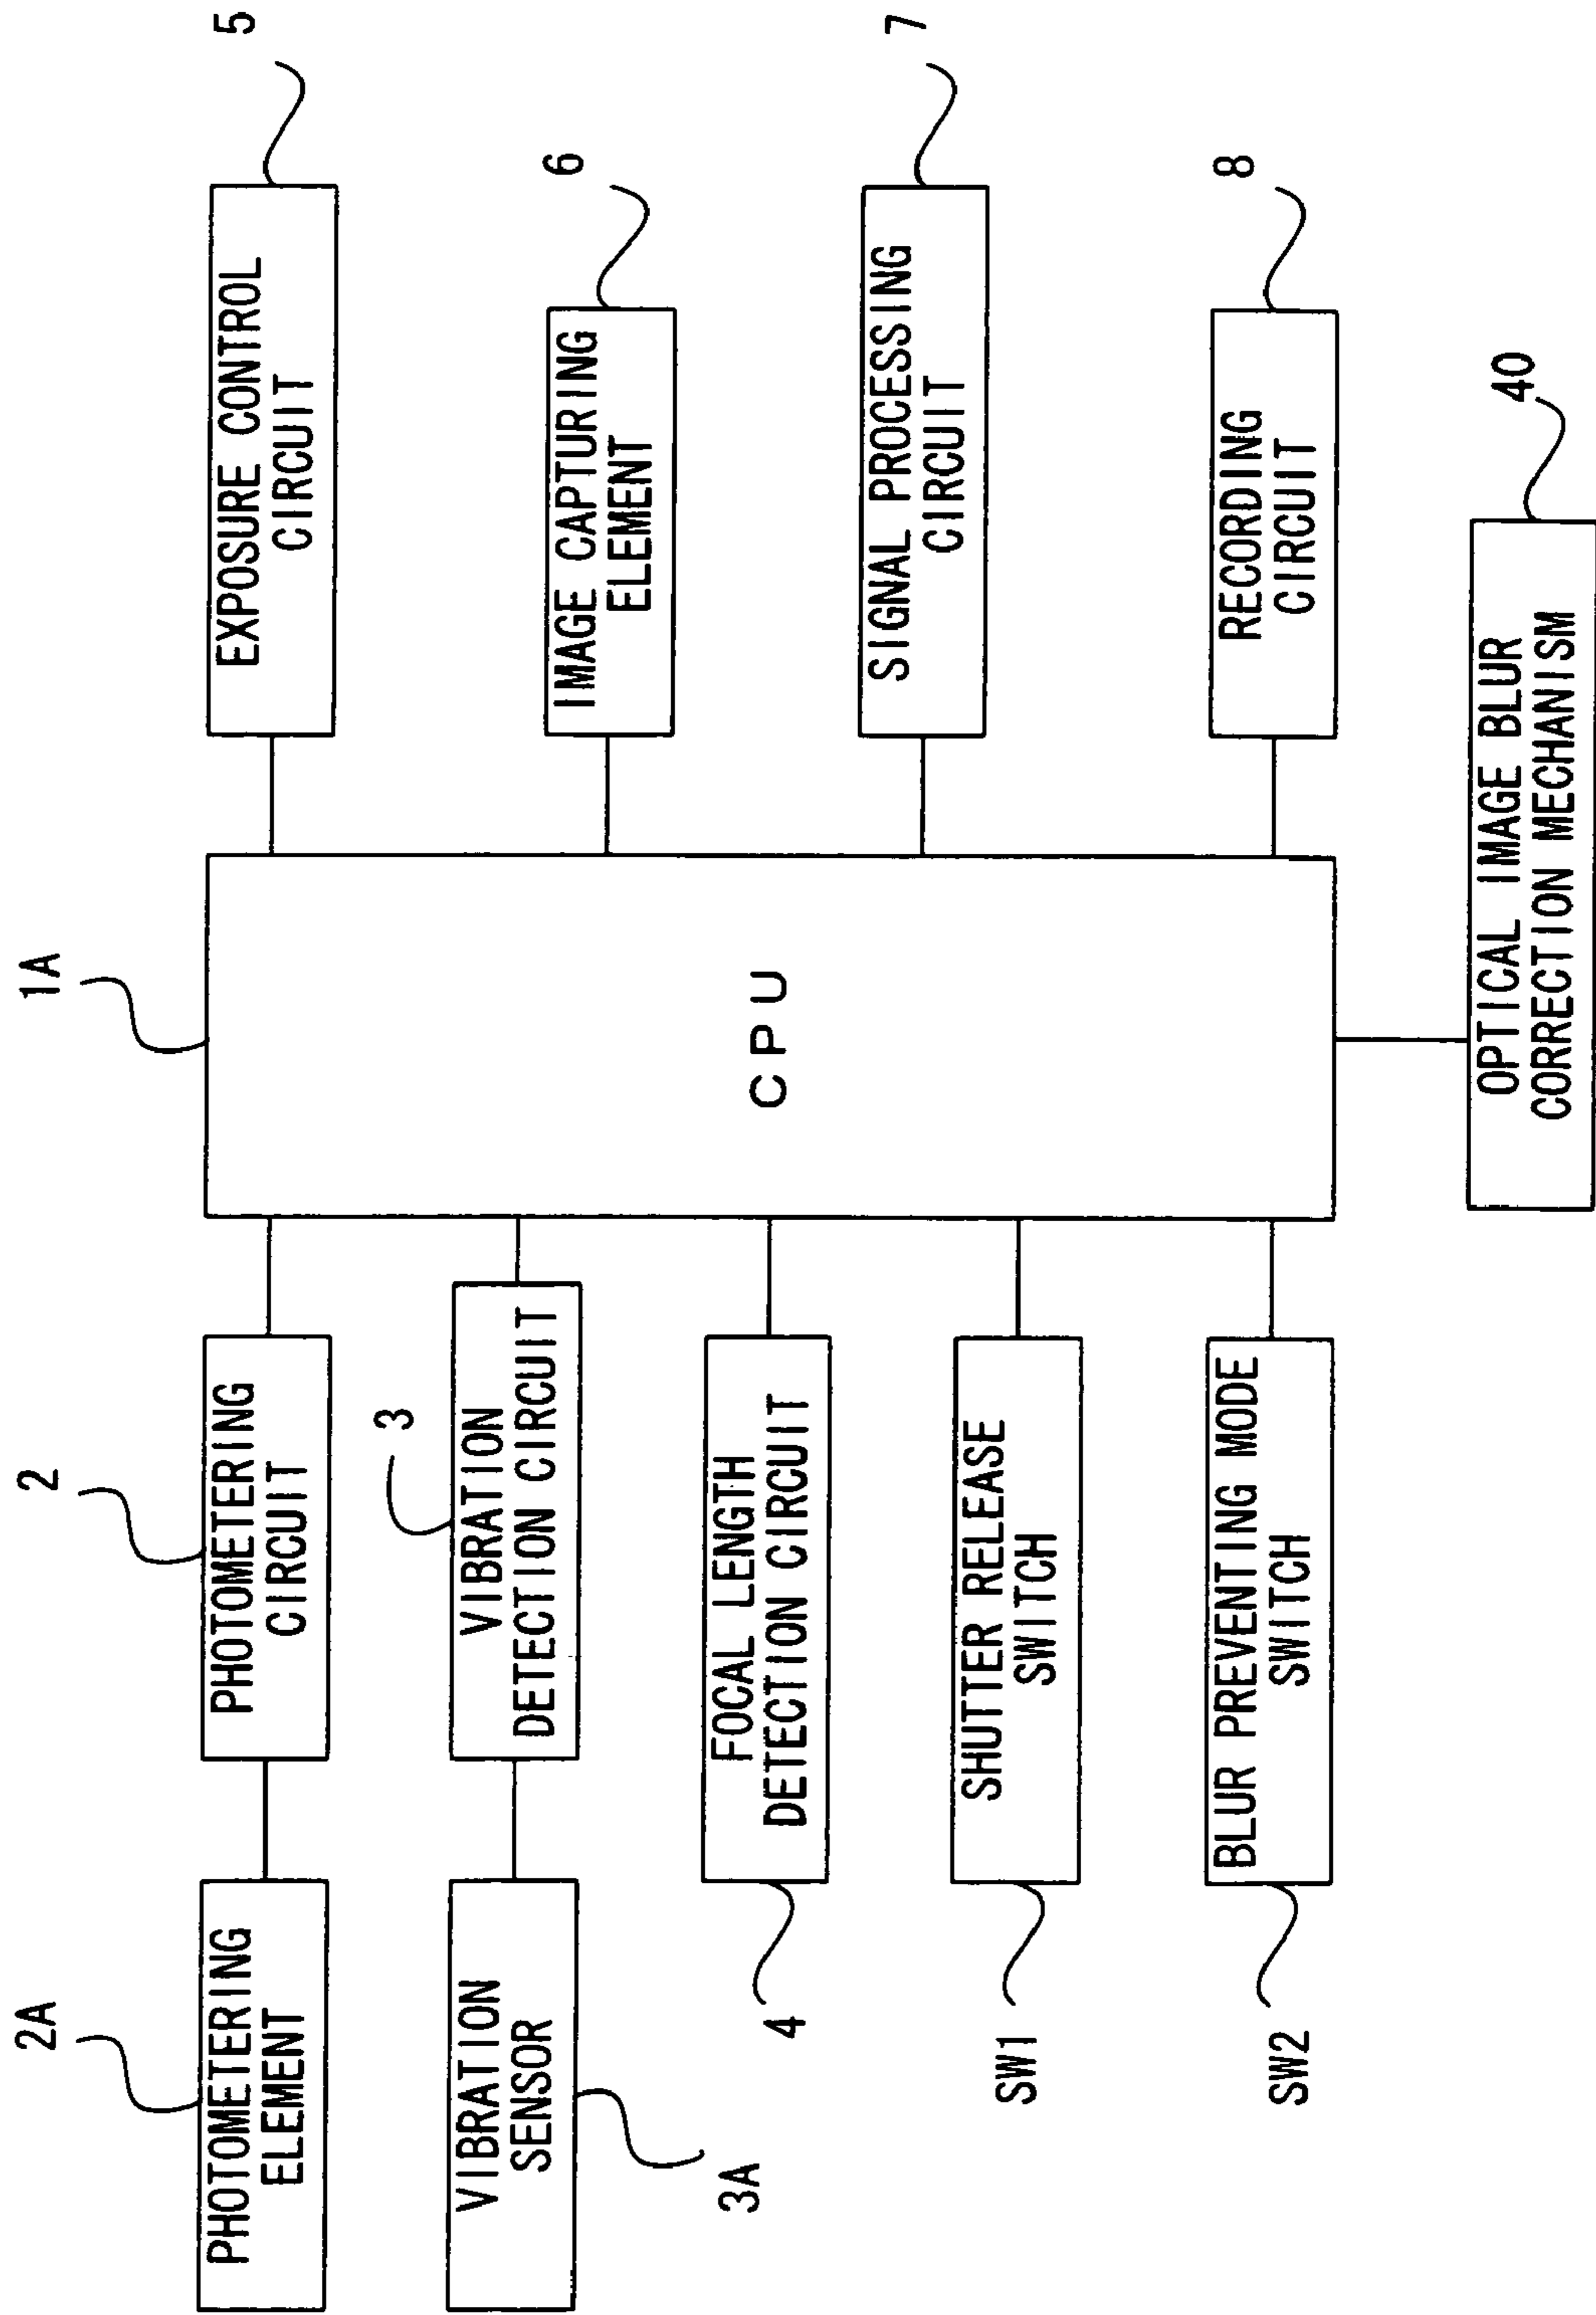 2A
PHOTOMETERING
ELEMENT
2
PHOTOMETERING
CIRCUIT
VIBRATION
SENSOR
3A
3
VIBRATION
DETECTION CIRCUIT
FOCAL LENGTH
DETECTION CIRCUIT
4
SHUTTER RELEASE
SWITCH
SW1
BLUR PREVENTING MODE
SWITCH
SW2
1A
CPU
EXPOSURE CONTROL
CIRCUIT
5
IMAGE CAPTURING
ELEMENT
6
SIGNAL PROCESSING
CIRCUIT
7
RECORDING
CIRCUIT
8
OPTICAL IMAGE BLUR
CORRECTION MECHANISM
40